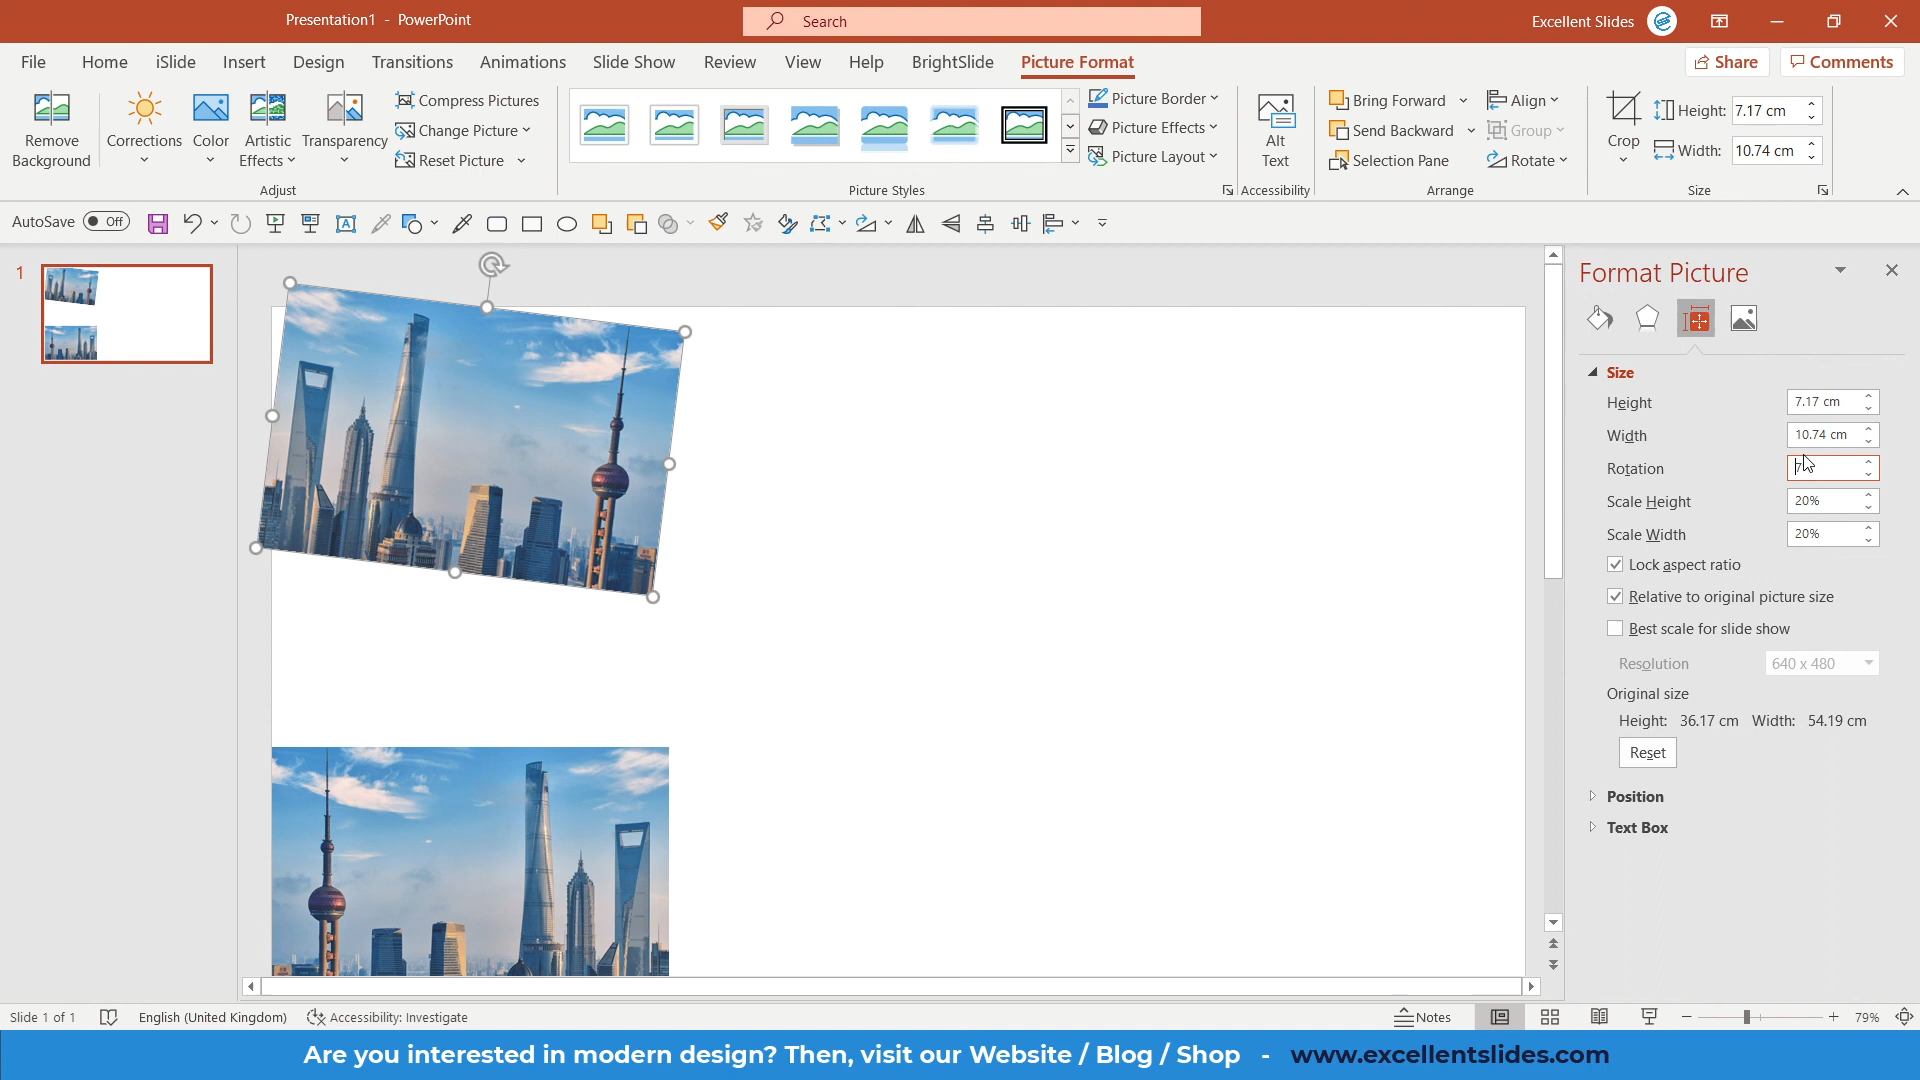 Presentation1 - PowerPoint
Search
Excellent Slides
File Home iSlide Insert Design Transitions Animations Slide Show Review View Help BrightSlide Picture Format
Share Comments
Remove Background
Corrections
Color
Artistic Effects
Transparency
Compress Pictures
Change Picture
Reset Picture
Adjust
Picture Styles
Picture Border
Picture Effects
Picture Layout
Alt Text
Accessibility
Bring Forward
Send Backward
Selection Pane
Align
Group
Rotate
Arrange
Crop
Height: 7.17 cm
Width: 10.74 cm
Size
AutoSave Off
1
Format Picture
Size
Height 7.17 cm
Width 10.74 cm
Rotation 7
Scale Height 20%
Scale Width 20%
Lock aspect ratio
Relative to original picture size
Best scale for slide show
Resolution 640 x 480
Original size
Height: 36.17 cm Width: 54.19 cm
Reset
Position
Text Box
Slide 1 of 1 English (United Kingdom) Accessibility: Investigate Notes 79%
Are you interested in modern design? Then, visit our Website / Blog / Shop - www.excellentslides.com